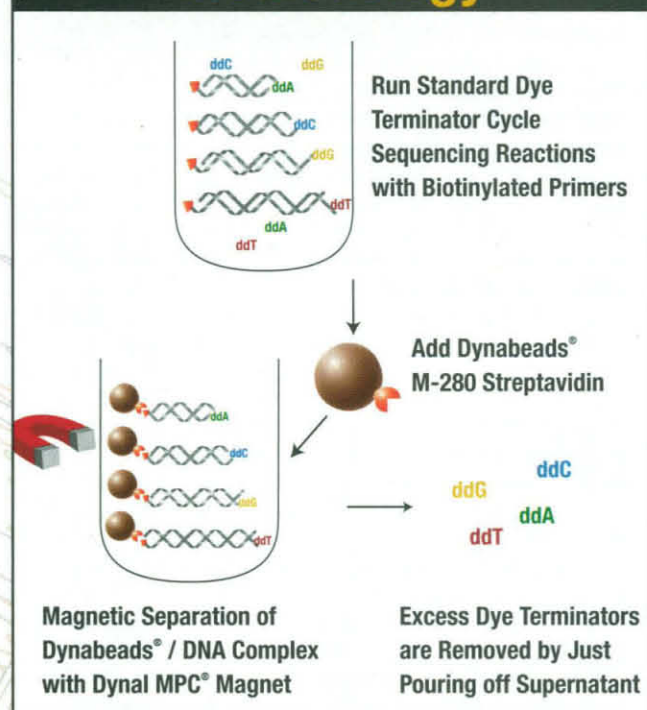 gy
ddC
ddG
ddA
ddC
ddG
ddT
ddA
ddT
Run Standard Dye
Terminator Cycle
Sequencing Reactions
with Biotinylated Primers
Add Dynabeads®
M-280 Streptavidin
ddA
ddC
ddG
ddT
ddC
ddG
ddA
ddT
Magnetic Separation of
Dynabeads® / DNA Complex
with Dynal MPC® Magnet
Excess Dye Terminators
are Removed by Just
Pouring off Supernatant